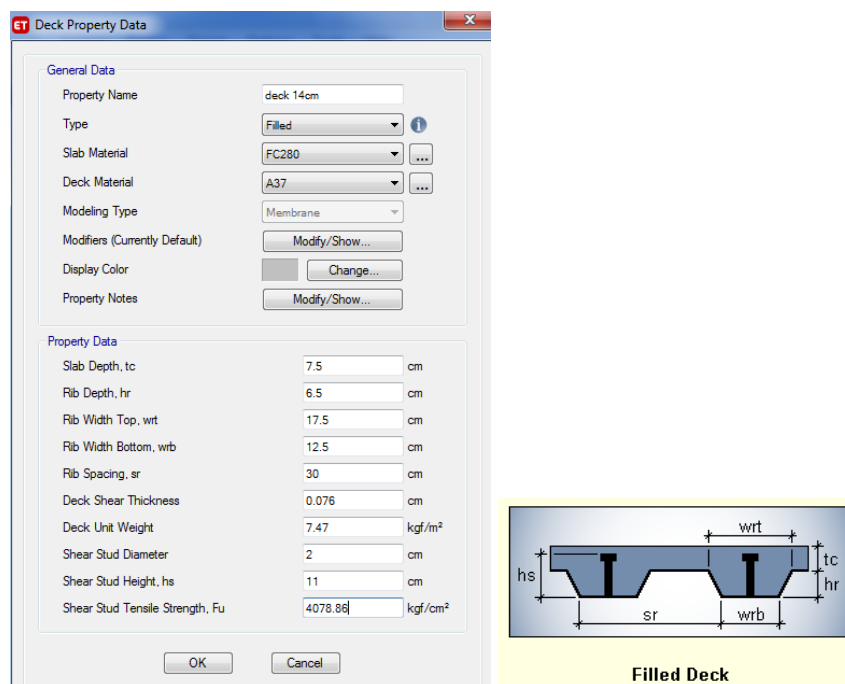 ET Deck Property Data
General Data
Property Name deck 14cm
Type Filled
Slab Material FC280 ...
Deck Material A37 ...
Modeling Type Membrane
Modifiers (Currently Default) Modify/Show...
Display Color Change...
Property Notes Modify/Show...
Property Data
Slab Depth, tc 7.5 cm
Rib Depth, hr 6.5 cm
Rib Width Top, wrt 17.5 cm
Rib Width Bottom, wrb 12.5 cm
Rib Spacing, sr 30 cm
Deck Shear Thickness 0.076 cm
Deck Unit Weight 7.47 kgf/m²
Shear Stud Diameter 2 cm
Shear Stud Height, hs 11 cm
Shear Stud Tensile Strength, Fu 4078.86 kgf/cm²
OK Cancel
wrt
tc
hs
hr
sr
wrb
Filled Deck